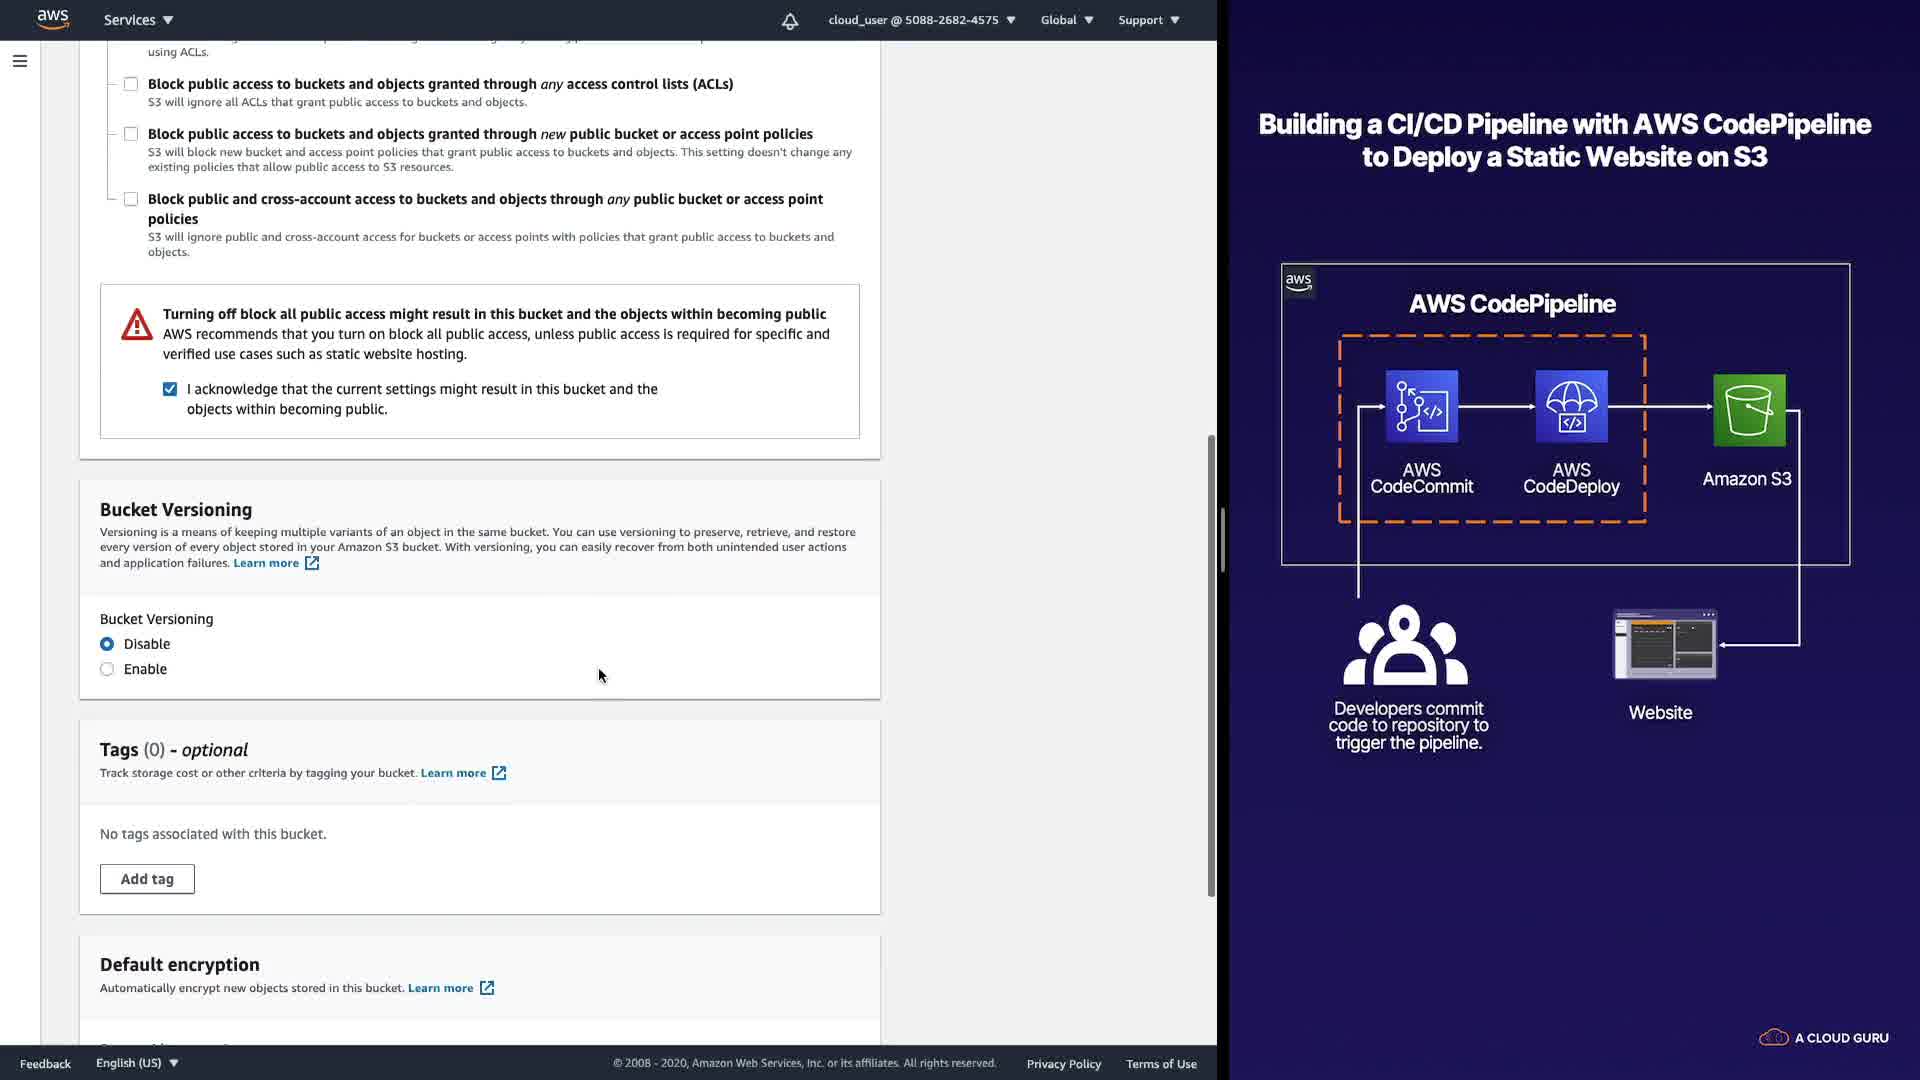 aws
Services
cloud_user @ 5088-2682-4575
Global
Support
using ACLs.
Block public access to buckets and objects granted through any access control lists (ACLs)
S3 will ignore all ACLs that grant public access to buckets and objects.
Block public access to buckets and objects granted through new public bucket or access point policies
S3 will block new bucket and access point policies that grant public access to buckets and objects. This setting doesn't change any
existing policies that allow public access to S3 resources.
Block public and cross-account access to buckets and objects through any public bucket or access point
policies
S3 will ignore public and cross-account access for buckets or access points with policies that grant public access to buckets and
objects.
Turning off block all public access might result in this bucket and the objects within becoming public
AWS recommends that you turn on block all public access, unless public access is required for specific and
verified use cases such as static website hosting.
I acknowledge that the current settings might result in this bucket and the
objects within becoming public.
Bucket Versioning
Versioning is a means of keeping multiple variants of an object in the same bucket. You can use versioning to preserve, retrieve, and restore
every version of every object stored in your Amazon S3 bucket. With versioning, you can easily recover from both unintended user actions
and application failures. Learn more
Bucket Versioning
Disable
Enable
Tags (0) - optional
Track storage cost or other criteria by tagging your bucket. Learn more
No tags associated with this bucket.
Add tag
Default encryption
Automatically encrypt new objects stored in this bucket. Learn more
Feedback
English (US)
© 2008 - 2020, Amazon Web Services, Inc. or its affiliates. All rights reserved.
Privacy Policy
Terms of Use
Building a CI/CD Pipeline with AWS CodePipeline
to Deploy a Static Website on S3
aws
AWS CodePipeline
AWS
CodeCommit
AWS
CodeDeploy
Amazon S3
Developers commit
code to repository to
trigger the pipeline.
Website
A CLOUD GURU